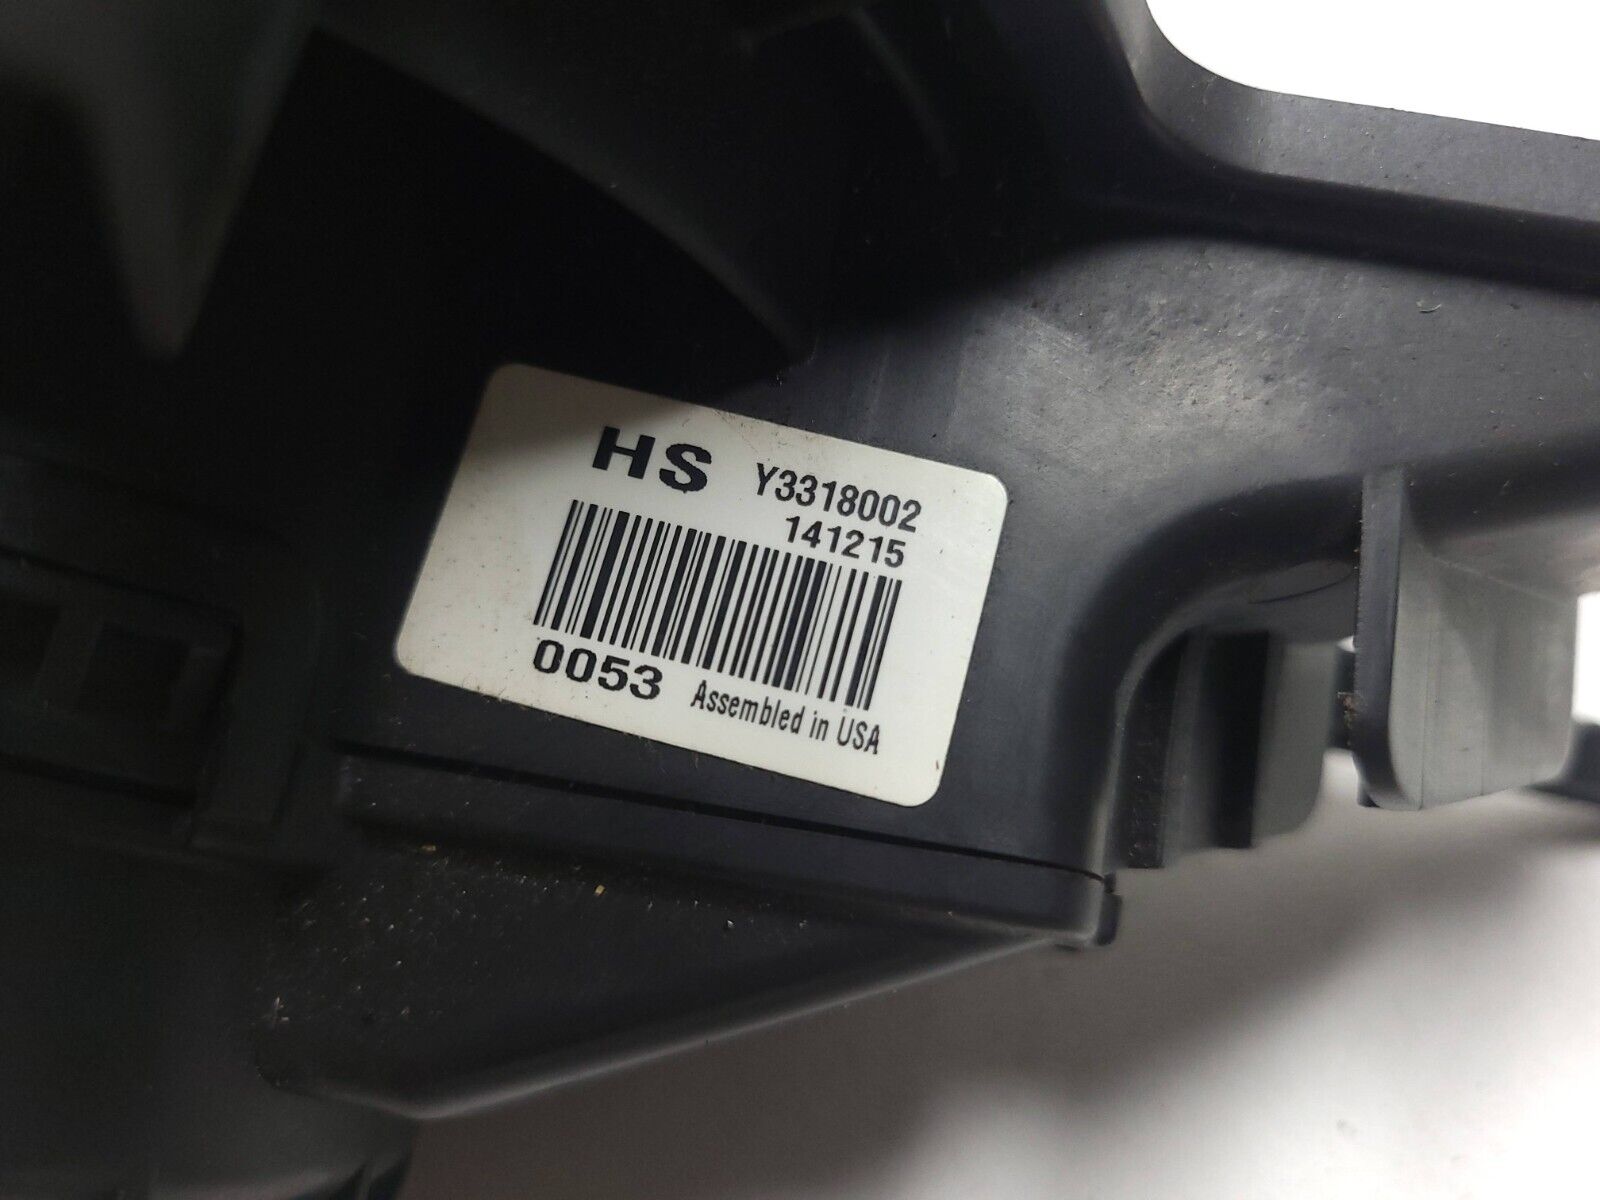 HS Y3318002
141215
0053 Assembled in USA